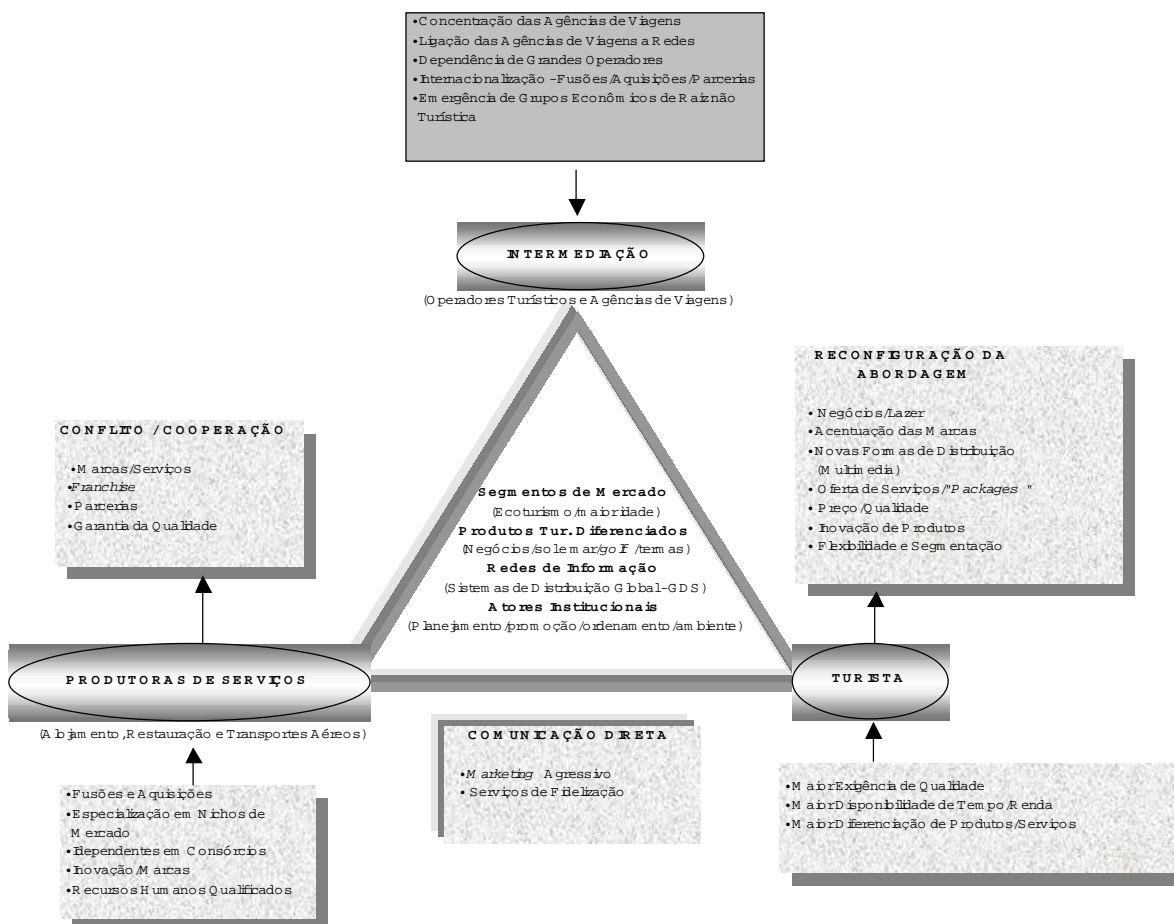 •Concentração das Agências de Viagens
•Ligação das Agências de Viagens a Redes
•Dependência de Grandes Operadores
•Internacionalização -Fusões/Aquisições/Parcerias
•Emergência de Grupos Econômicos de Raiz não
Turística
INTERMEDIAÇÃO
(Operadores Turísticos e Agências de Viagens)
RECONFIGURAÇÃO DA
ABORDAGEM
• Negócios/Lazer
•Acentuação das Marcas
•Novas Formas de Distribuição
(Multimedia)
• Oferta de Serviços/"Packages "
• Preço/Qualidade
• Inovação de Produtos
• Flexibilidade e Segmentação
CONFLITO /COOPERAÇÃO
•Marcas/Serviços
•Franchise
•Parcerias
•Garantia da Qualidade
Segmentos de Mercado
(Ecoturismo/maioridade)
Produtos Tur. Diferenciados
(Negócios/sol e mar/golf /termas)
Redes de Informação
(Sistemas de Distribuição Global-GDS)
Atores Institucionais
(Planejamento/promoção/ordenamento/ambiente)
PRODUTORAS DE SERVIÇOS
(Alojamento, Restauração e Transportes Aéreos)
TURISTA
COMUNICAÇÃO DIRETA
•Marketing Agressivo
• Serviços de Fidelização
•Fusões e Aquisições
•Especialização em Nichos de
Mercado
•Idependentes em Consórcios
•Inovação/Marcas
•Recursos Humanos Qualificados
•Maior Exigência de Qualidade
•Maior Disponibilidade de Tempo/Renda
•Maior Diferenciação de Produtos/Serviços